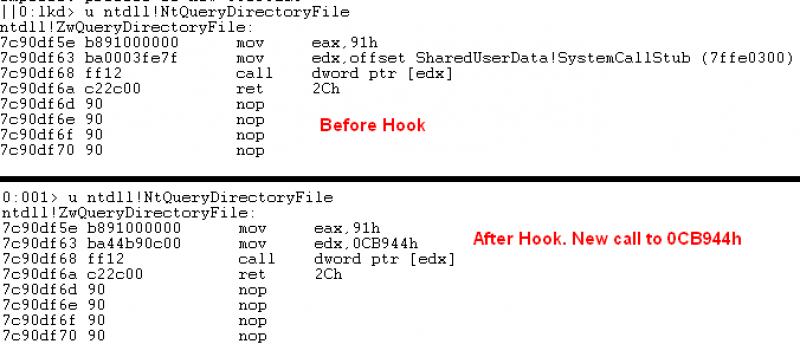 ||0:lkd> u ntdll!NtQueryDirectoryFile
ntdll!ZwQueryDirectoryFile:
7c90df5e b891000000 mov eax,91h
7c90df63 ba0003fe7f mov edx,offset SharedUserData!SystemCallStub (7ffe0300)
7c90df68 ff12 call dword ptr [edx]
7c90df6a c22c00 ret 2Ch
7c90df6d 90 nop
7c90df6e 90 nop
7c90df6f 90 nop
7c90df70 90 nop
Before Hook
0:001> u ntdll!NtQueryDirectoryFile
ntdll!ZwQueryDirectoryFile:
7c90df5e b891000000 mov eax,91h
7c90df63 ba44b90c00 mov edx,0CB944h
7c90df68 ff12 call dword ptr [edx]
7c90df6a c22c00 ret 2Ch
7c90df6d 90 nop
7c90df6e 90 nop
7c90df6f 90 nop
7c90df70 90 nop
After Hook. New call to 0CB944h